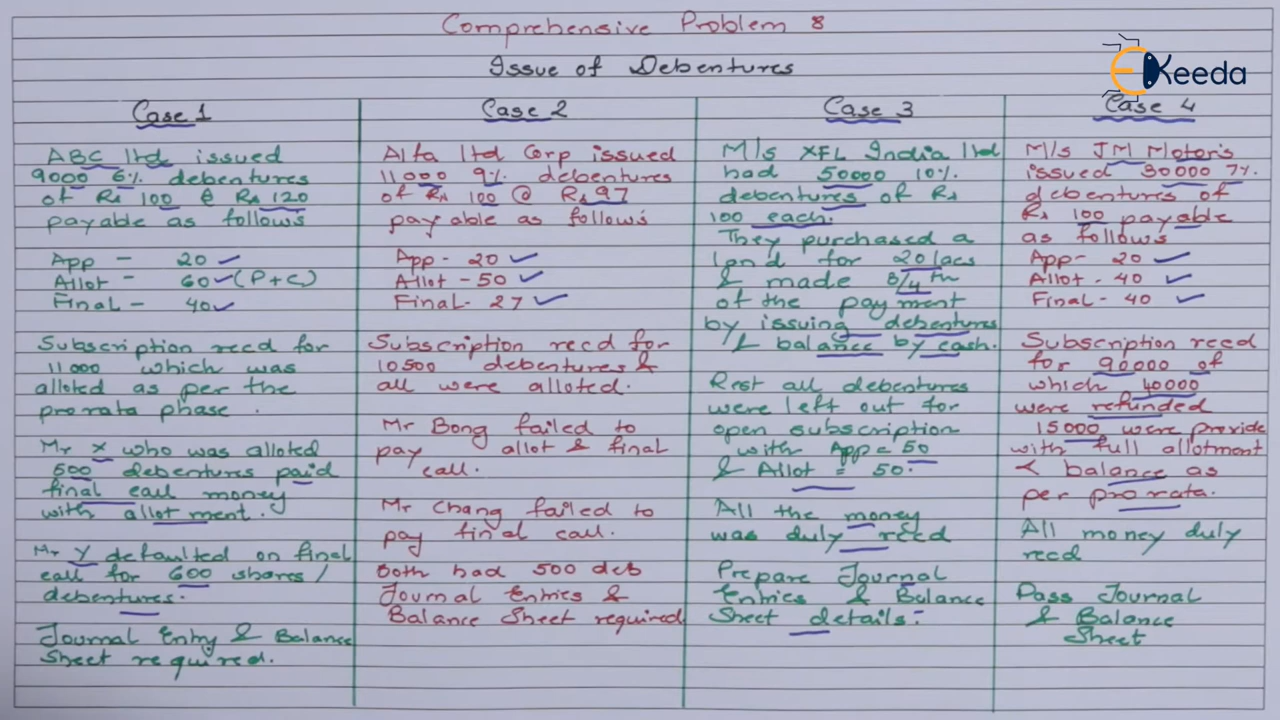 Comprehensive Problem 8
Issue of Debentures
EKeeda
Case 1
ABC ltd issued
9000 6% debentures
of Rs 100 @ Rs 120
payable as follows
App - 20
Allot - 60 (P+C)
Final - 40
Subscription recd for
11000 which was
alloted as per the
prorata phase.
Mr X who was alloted
500 debentures paid
final call money
with allotment.
Mr Y defaulted on final
call for 600 shares/
debentures.
Journal Entry & Balance
Sheet required.
Case 2
Alfa ltd Corp issued
11000 9% debentures
of Rs 100 @ Rs 97
payable as follows
App - 20
Allot - 50
Final - 27
Subscription recd for
10500 debentures &
all were alloted.
Mr Bong failed to
pay allot & final
call.
Mr Chang failed to
pay final call.
Both had 500 deb
Journal Entries &
Balance Sheet required
Case 3
M/s XFL India ltd
had 50000 10%
debentures of Rs
100 each.
They purchased a
land for 20 lacs
& made 3/4th
of the payment
by issuing debentures
& balance by cash.
Rest all debentures
were left out for
open subscription
with App = 50
& Allot = 50.
All the money
was duly recd
Prepare Journal
Entries & Balance
Sheet details.
Case 4
M/s JM Motors
issued 30000 7%
debentures of
Rs 100 payable
as follows
App - 20
Allot - 40
Final - 40
Subscription recd
for 90000 of
which 40000
were refunded
15000 were provide
with full allotment
& balance as
per prorata.
All money duly
recd
Pass Journal
& Balance
Sheet